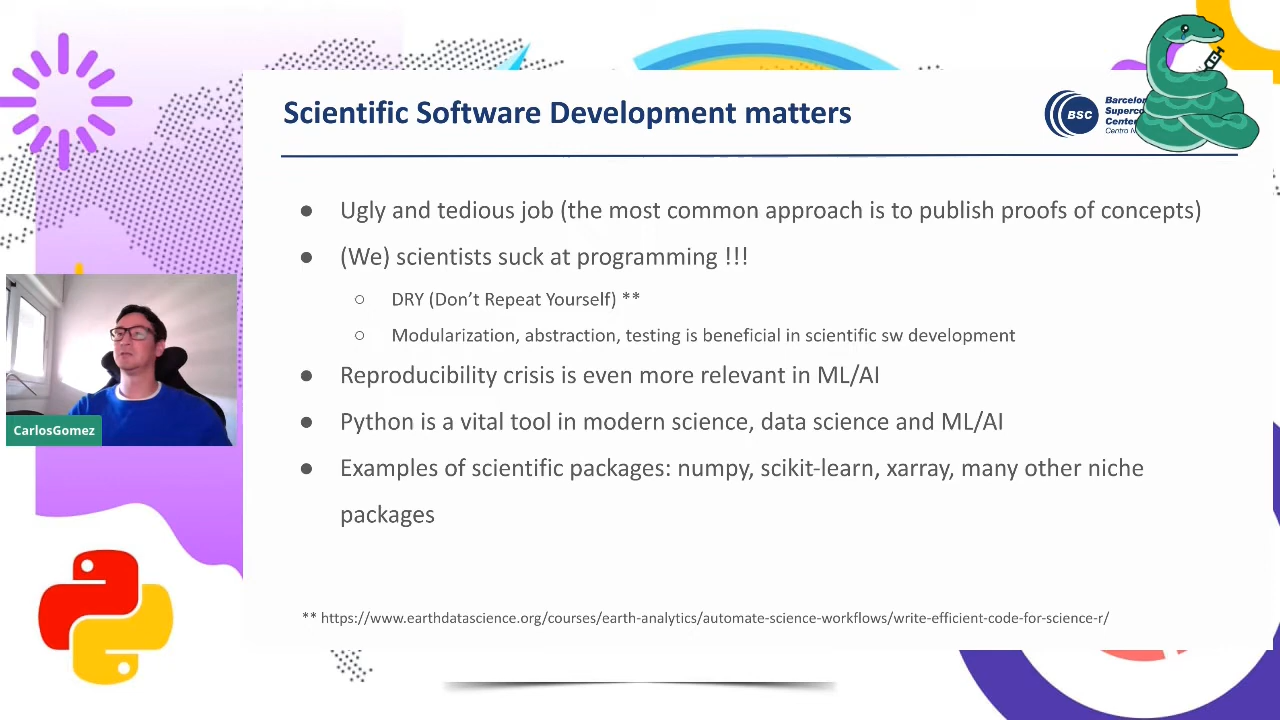 Scientific Software Development matters
BSC
● Ugly and tedious job (the most common approach is to publish proofs of concepts)
● (We) scientists suck at programming !!!
○ DRY (Don’t Repeat Yourself) **
○ Modularization, abstraction, testing is beneficial in scientific sw development
● Reproducibility crisis is even more relevant in ML/AI
● Python is a vital tool in modern science, data science and ML/AI
● Examples of scientific packages: numpy, scikit-learn, xarray, many other niche
packages
CarlosGomez
** https://www.earthdatascience.org/courses/earth-analytics/automate-science-workflows/write-efficient-code-for-science-r/